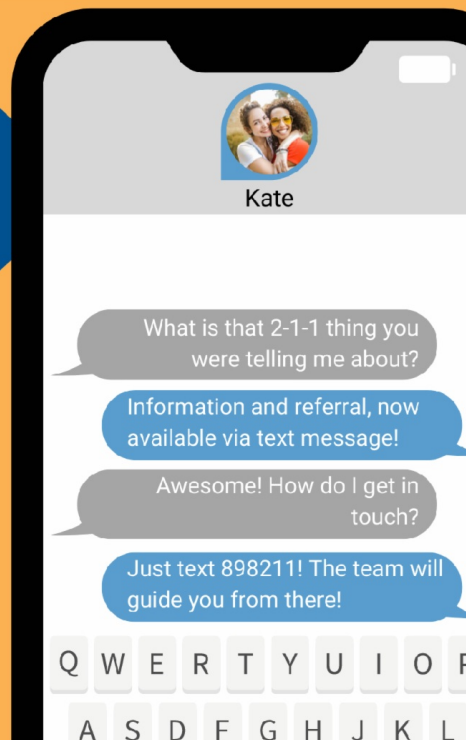 Kate
What is that 2-1-1 thing you
were telling me about?
Information and referral, now
available via text message!
Awesome! How do I get in
touch?
Just text 898211! The team will
guide you from there!
Q W E R T Y U I O P
A S D F G H J K L